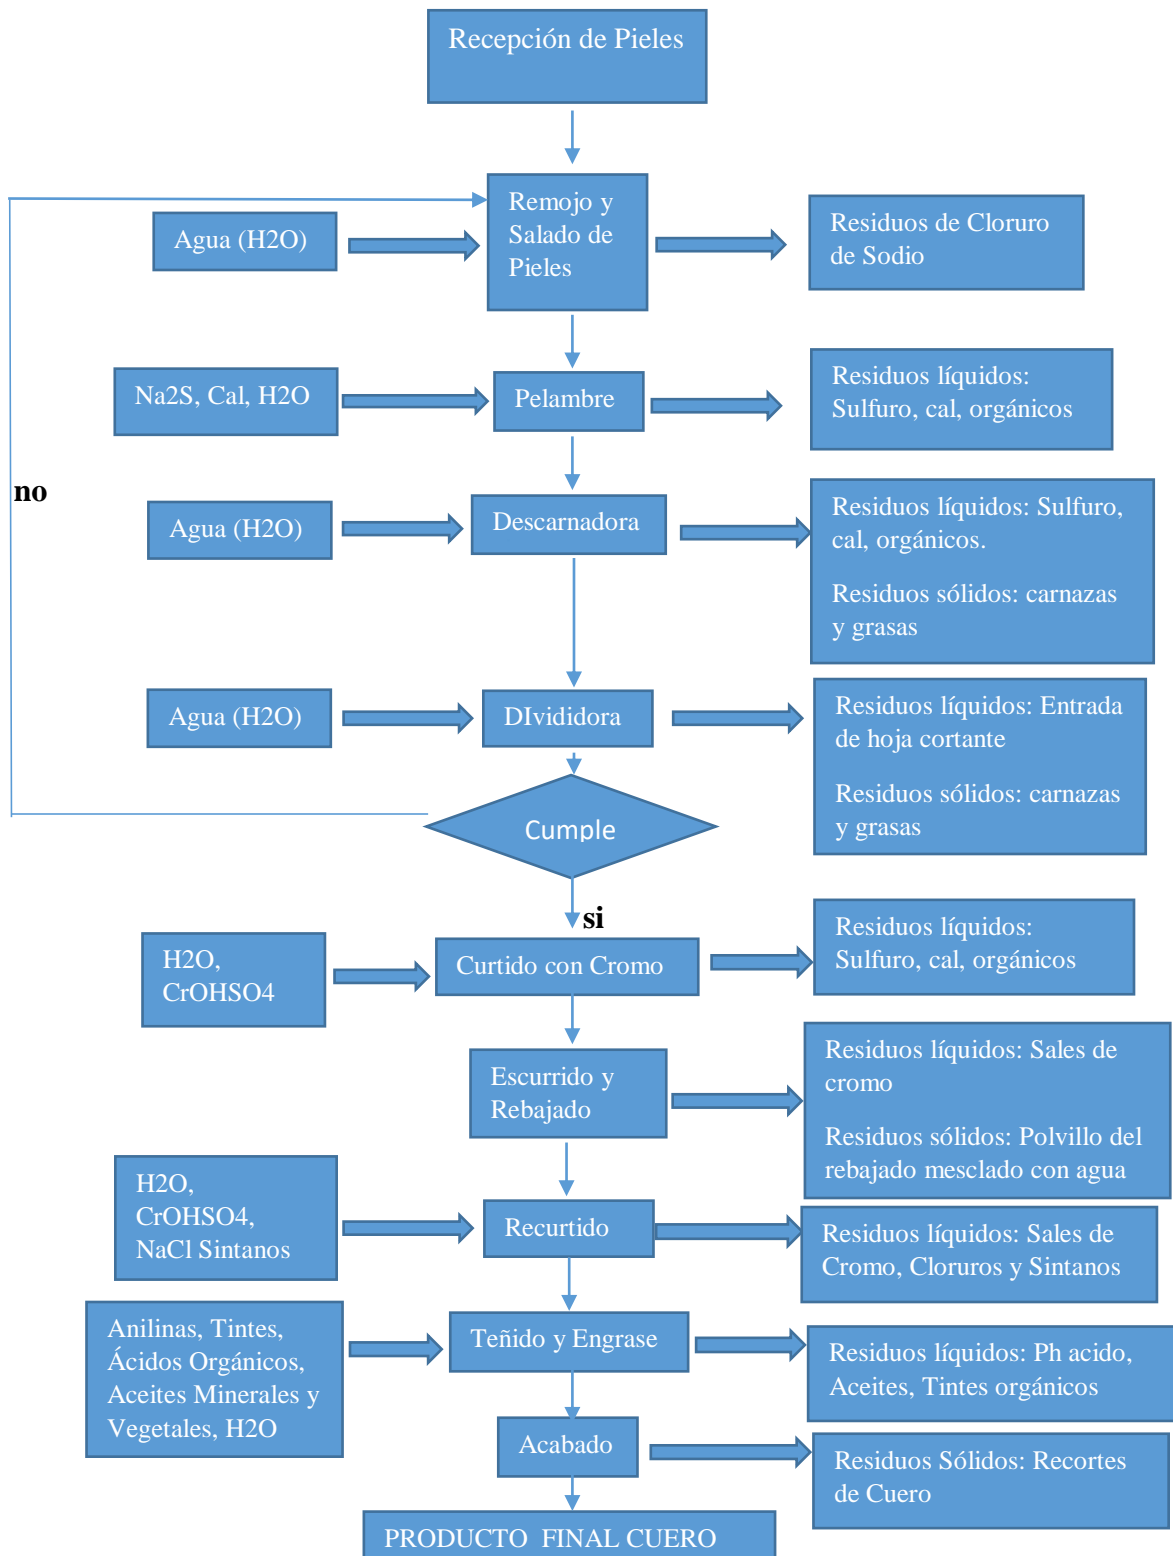 Recepción de Pieles
Remojo y
Salado de
Pieles
Agua (H2O)
Residuos de Cloruro
de Sodio
Na2S, Cal, H2O
Pelambre
Residuos líquidos:
Sulfuro, cal, orgánicos
no
Agua (H2O)
Descarnadora
Residuos líquidos: Sulfuro,
cal, orgánicos.
Residuos sólidos: carnazas
y grasas
Agua (H2O)
DIvididora
Residuos líquidos: Entrada
de hoja cortante
Residuos sólidos: carnazas
y grasas
Cumple
si
H2O,
CrOHSO4
Curtido con Cromo
Residuos líquidos:
Sulfuro, cal, orgánicos
Escurrido y
Rebajado
Residuos líquidos: Sales de
cromo
Residuos sólidos: Polvillo del
rebajado mesclado con agua
H2O,
CrOHSO4,
NaCl Sintanos
Recurtido
Residuos líquidos: Sales de
Cromo, Cloruros y Sintanos
Anilinas, Tintes,
Ácidos Orgánicos,
Aceites Minerales y
Vegetales, H2O
Teñido y Engrase
Residuos líquidos: Ph acido,
Aceites, Tintes orgánicos
Acabado
Residuos Sólidos: Recortes
de Cuero
PRODUCTO FINAL CUERO